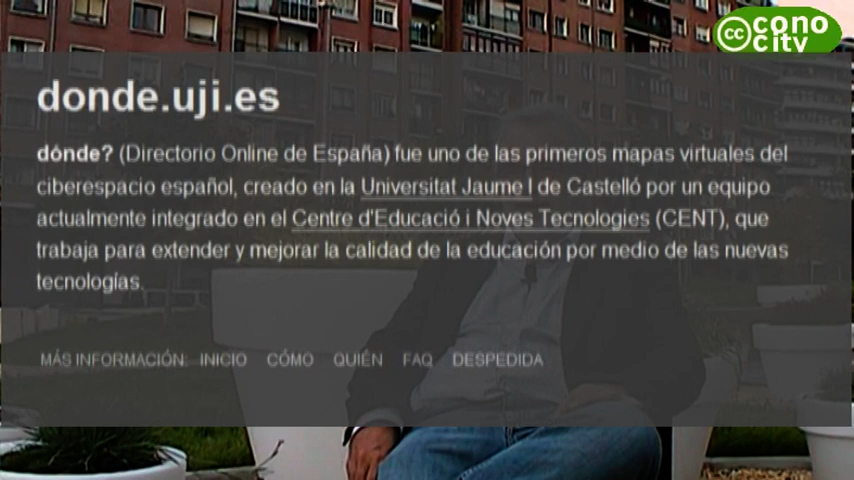 cc cono
city
donde.uji.es
dónde? (Directorio Online de España) fue uno de las primeros mapas virtuales del
ciberespacio español, creado en la Universitat Jaume I de Castelló por un equipo
actualmente integrado en el Centre d'Educació i Noves Tecnologies (CENT), que
trabaja para extender y mejorar la calidad de la educación por medio de las nuevas
tecnologías.
MÁS INFORMACIÓN: INICIO CÓMO QUIÉN FAQ DESPEDIDA